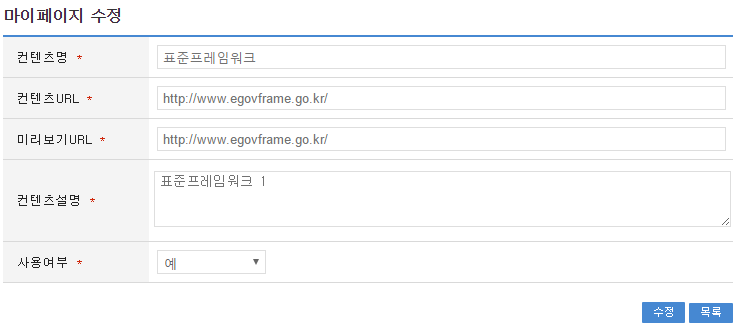 마이페이지 수정
컨텐츠명 * 표준프레임워크
컨텐츠URL * http://www.egovframe.go.kr/
미리보기URL * http://www.egovframe.go.kr/
컨텐츠설명 * 표준프레임워크 1
사용여부 * 예
수정 목록